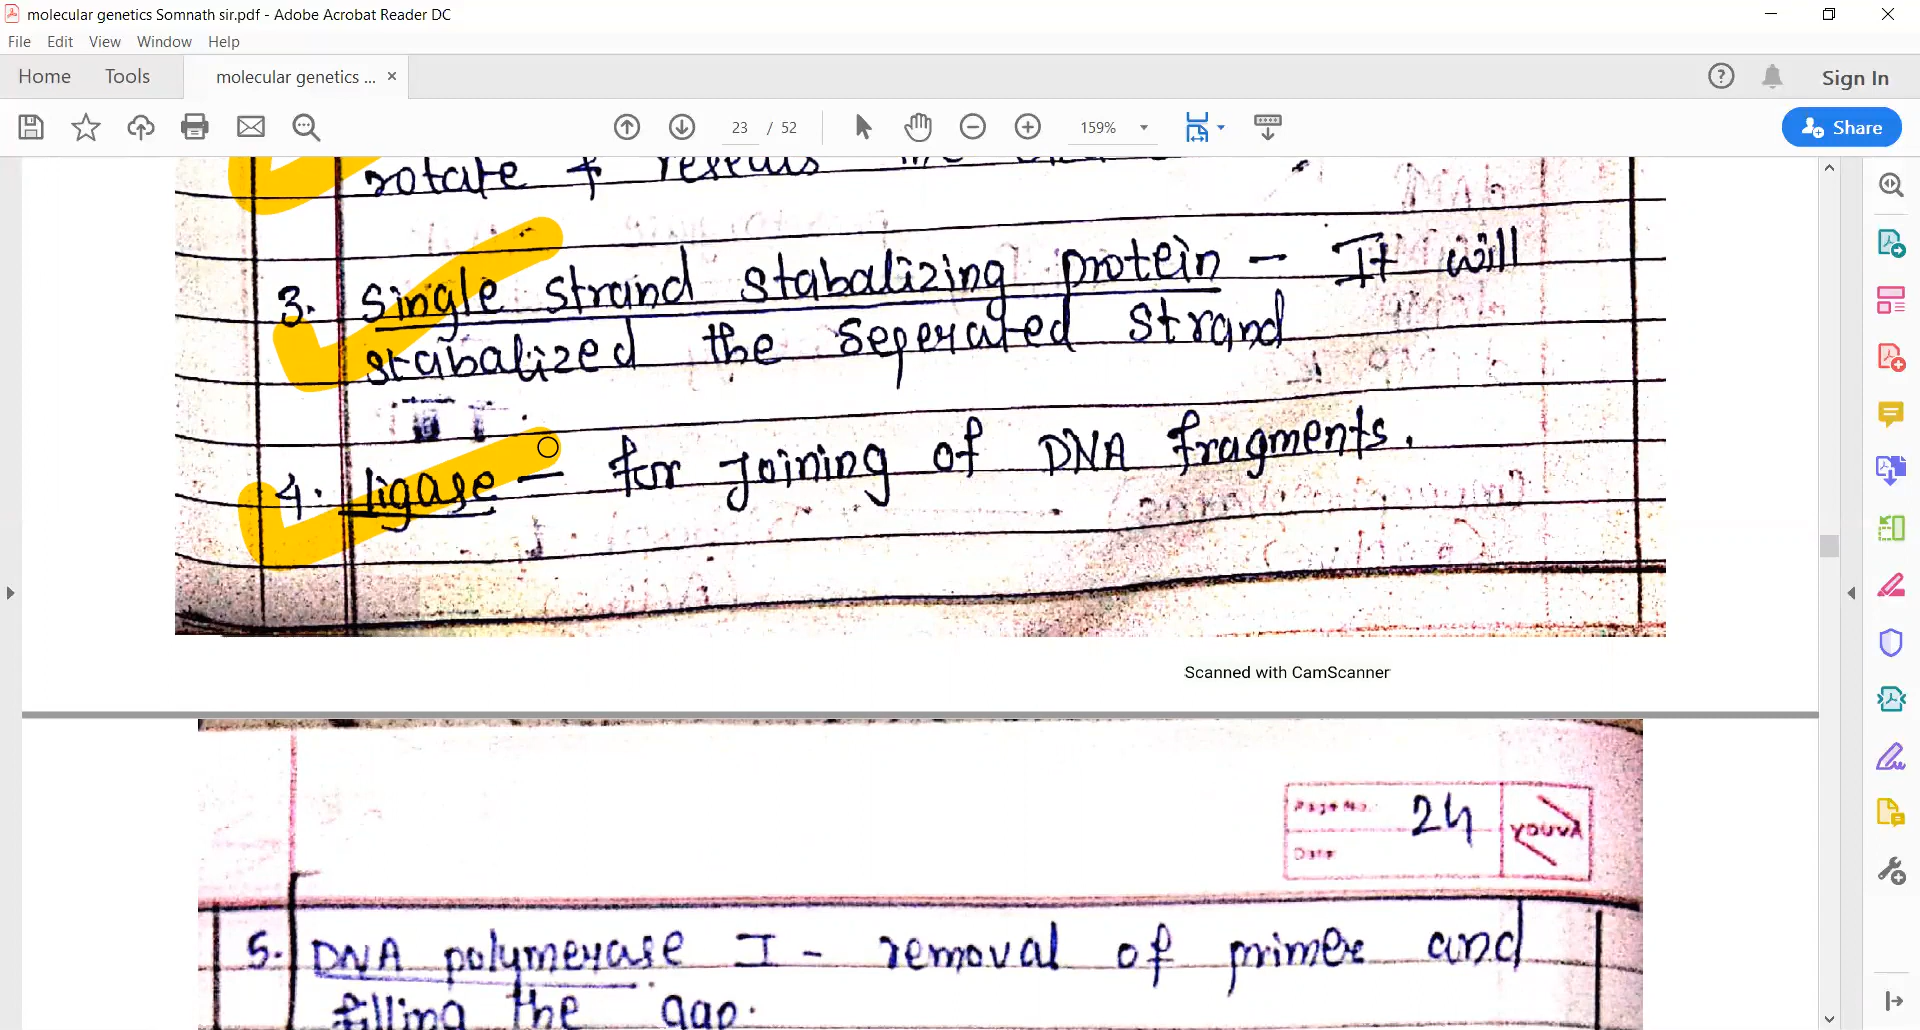 molecular genetics Somnath sir.pdf - Adobe Acrobat Reader DC
File Edit View Window Help
Home Tools molecular genetics ... ×
Sign In
23 / 52 159% Share
rotate +
3. Single strand stabalizing protein - It will
stabalized the seperated strand
4. ligase - for joining of DNA fragments.
Scanned with CamScanner
Page No. 24
Date
YOUVA
5. DNA polymerase I - removal of primer and
filling the gap.